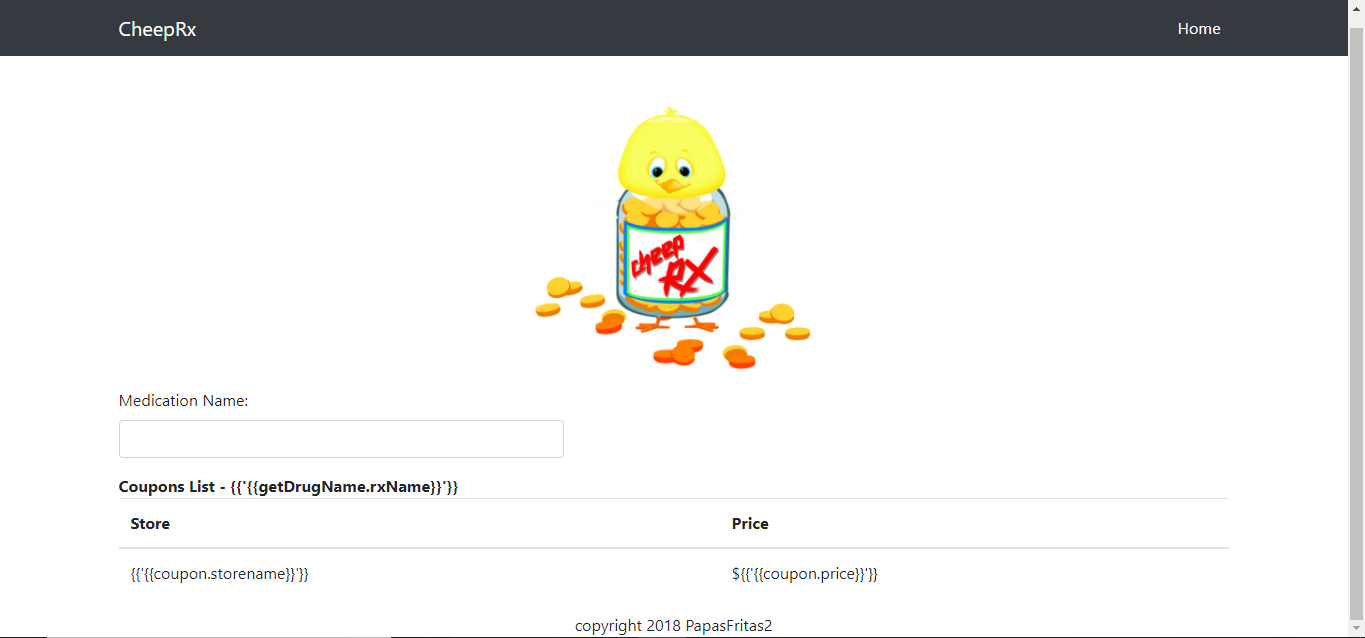 CheepRx Home
cheep
RX
Medication Name:
Coupons List - {{'{{getDrugName.rxName}}'}}
Store Price
{{'{{coupon.storename}}'}} ${{'{{coupon.price}}'}}
copyright 2018 PapasFritas2